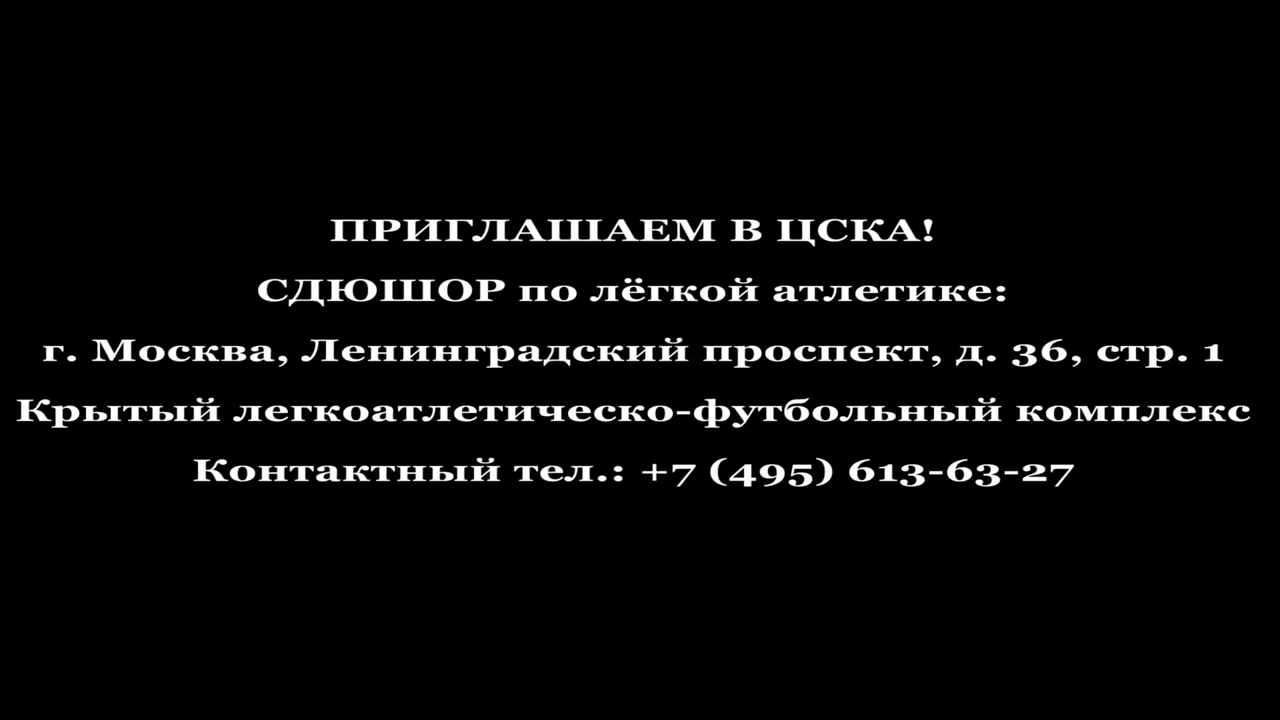 ПРИГЛАШАЕМ В ЦСКА!
СДЮШОР по лёгкой атлетике:
г. Москва, Ленинградский проспект, д. 36, стр. 1
Крытый легкоатлетическо-футбольный комплекс
Контактный тел.: +7 (495) 613-63-27